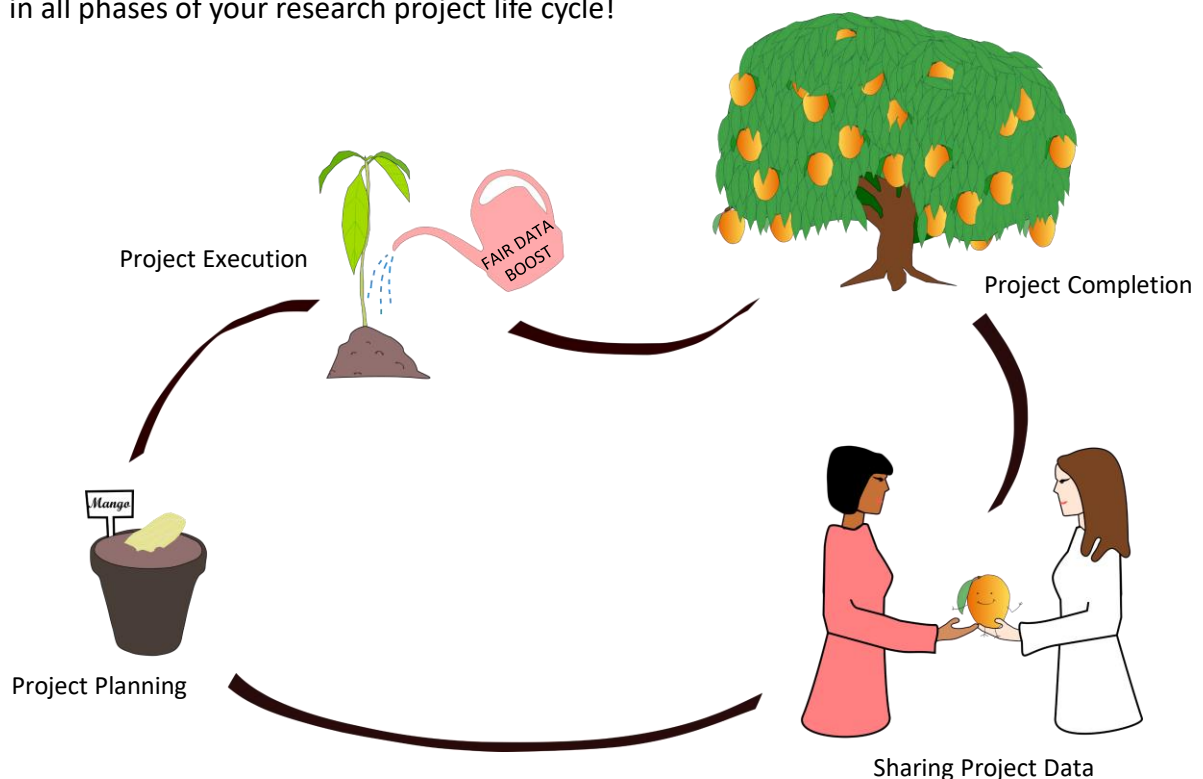 in all phases of your research project life cycle!
Project Execution
FAIR DATA
BOOST
Project Completion
Mango
Project Planning
Sharing Project Data